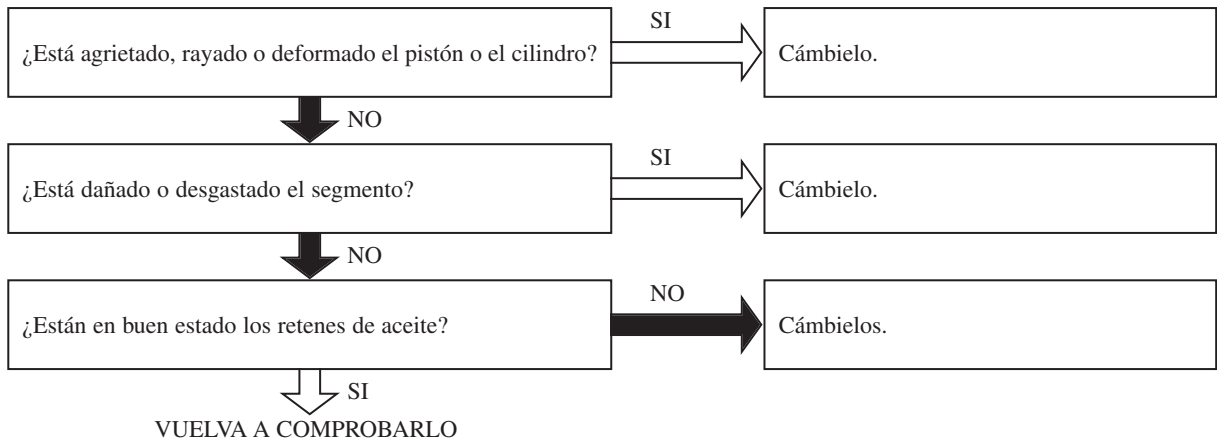 SI
¿Está agrietado, rayado o deformado el pistón o el cilindro?
Cámbielo.
NO
SI
¿Está dañado o desgastado el segmento?
Cámbielo.
NO
NO
¿Están en buen estado los retenes de aceite?
Cámbielos.
SI
VUELVA A COMPROBARLO